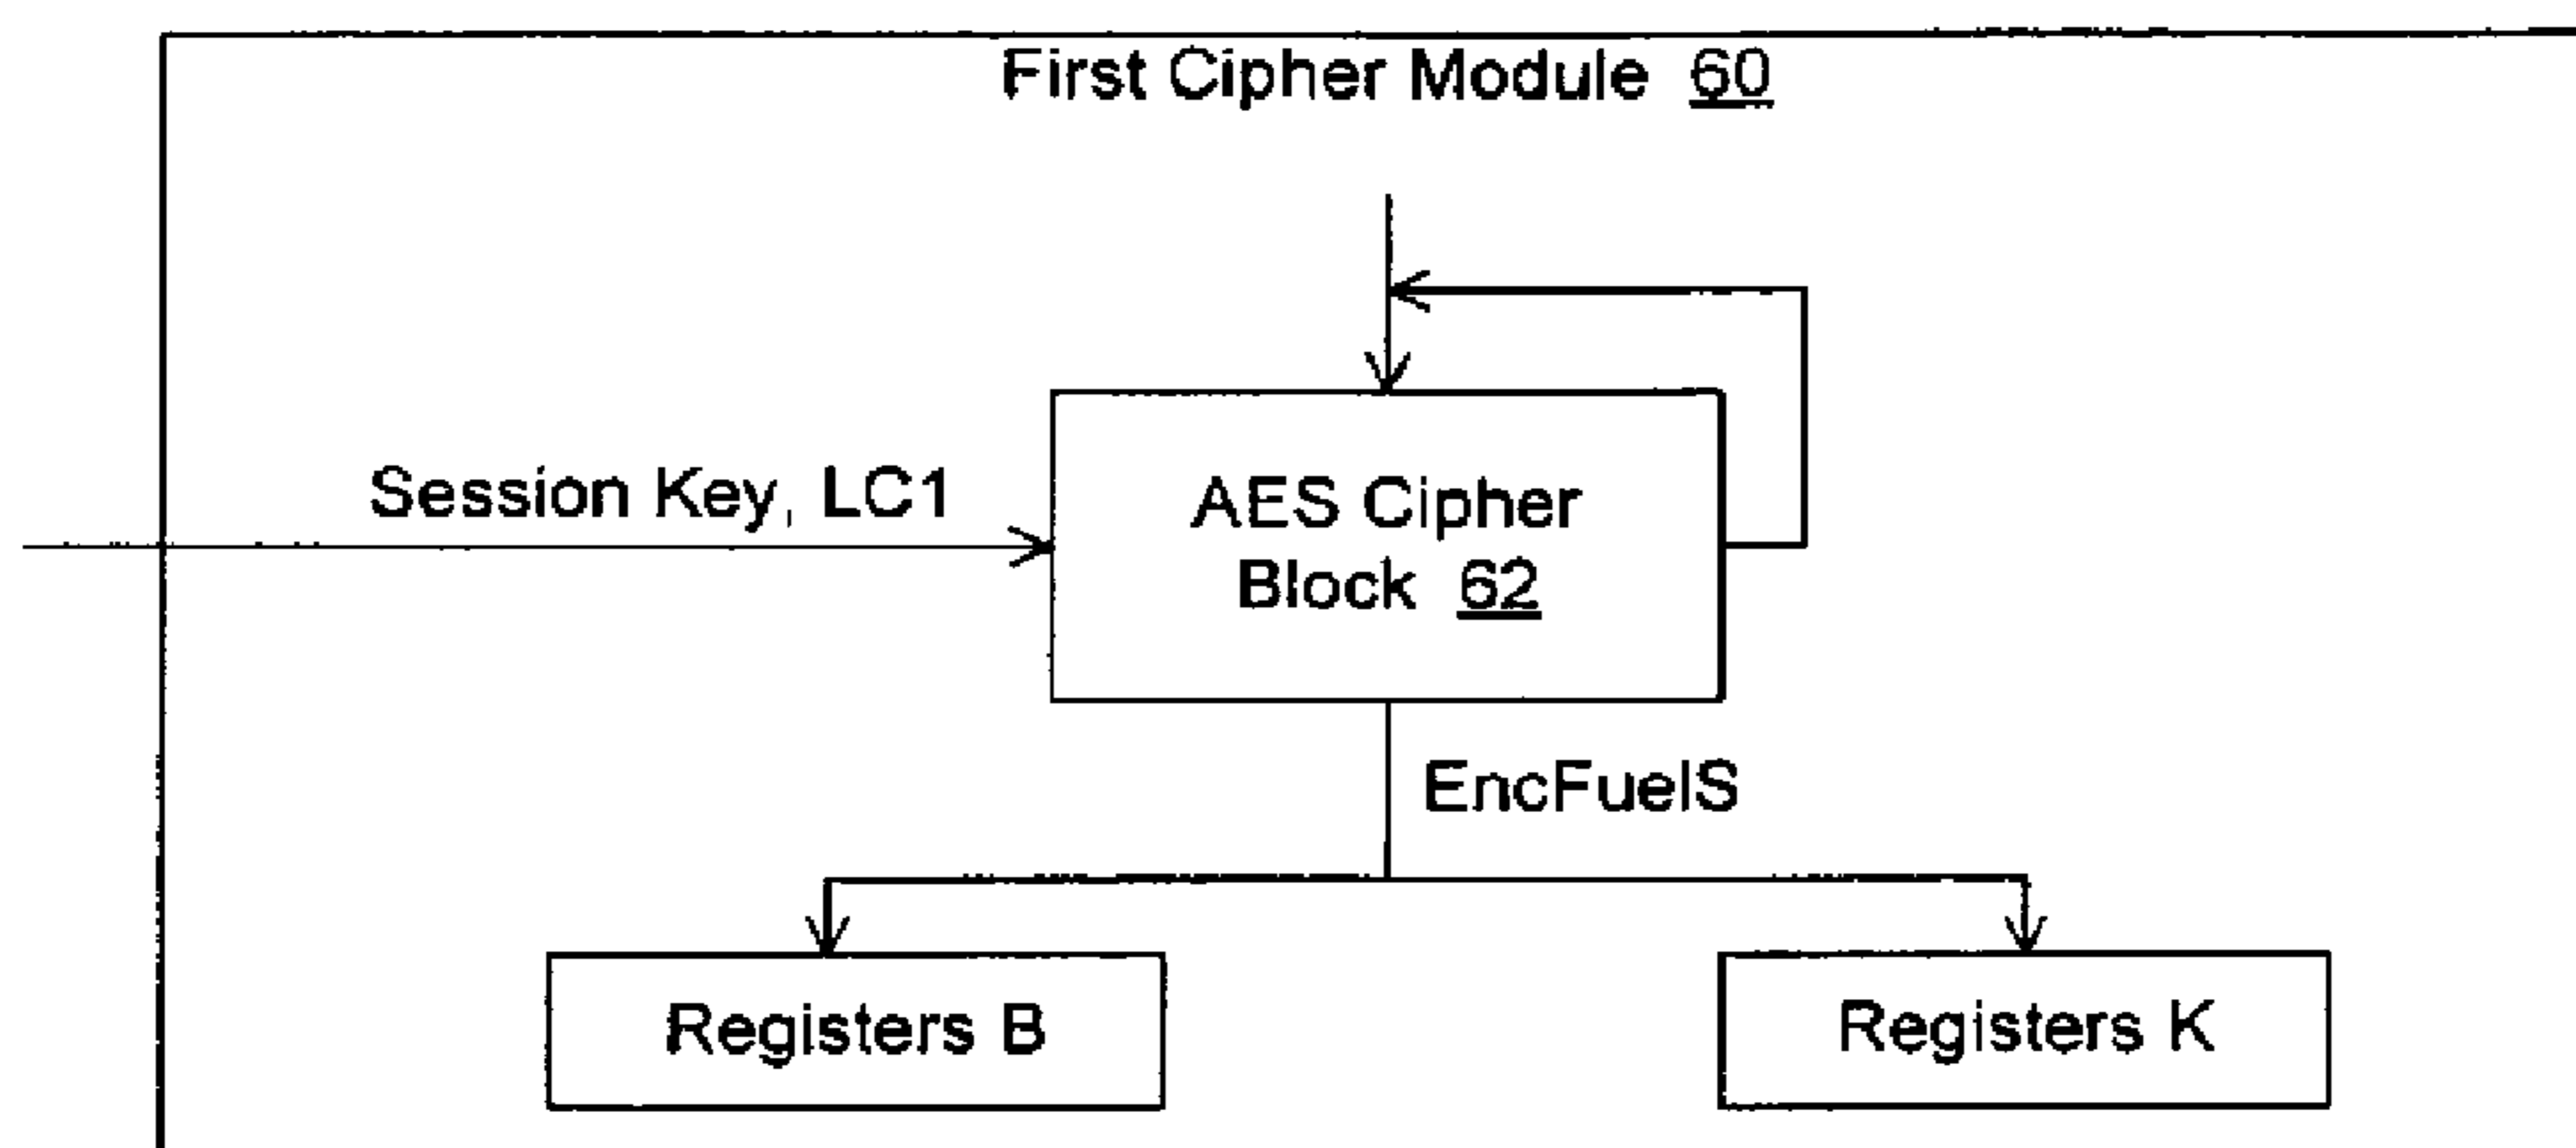 First Cipher Module 60
Session Key, LC1
AES Cipher
Block 62
EncFuelS
Registers B
Registers K